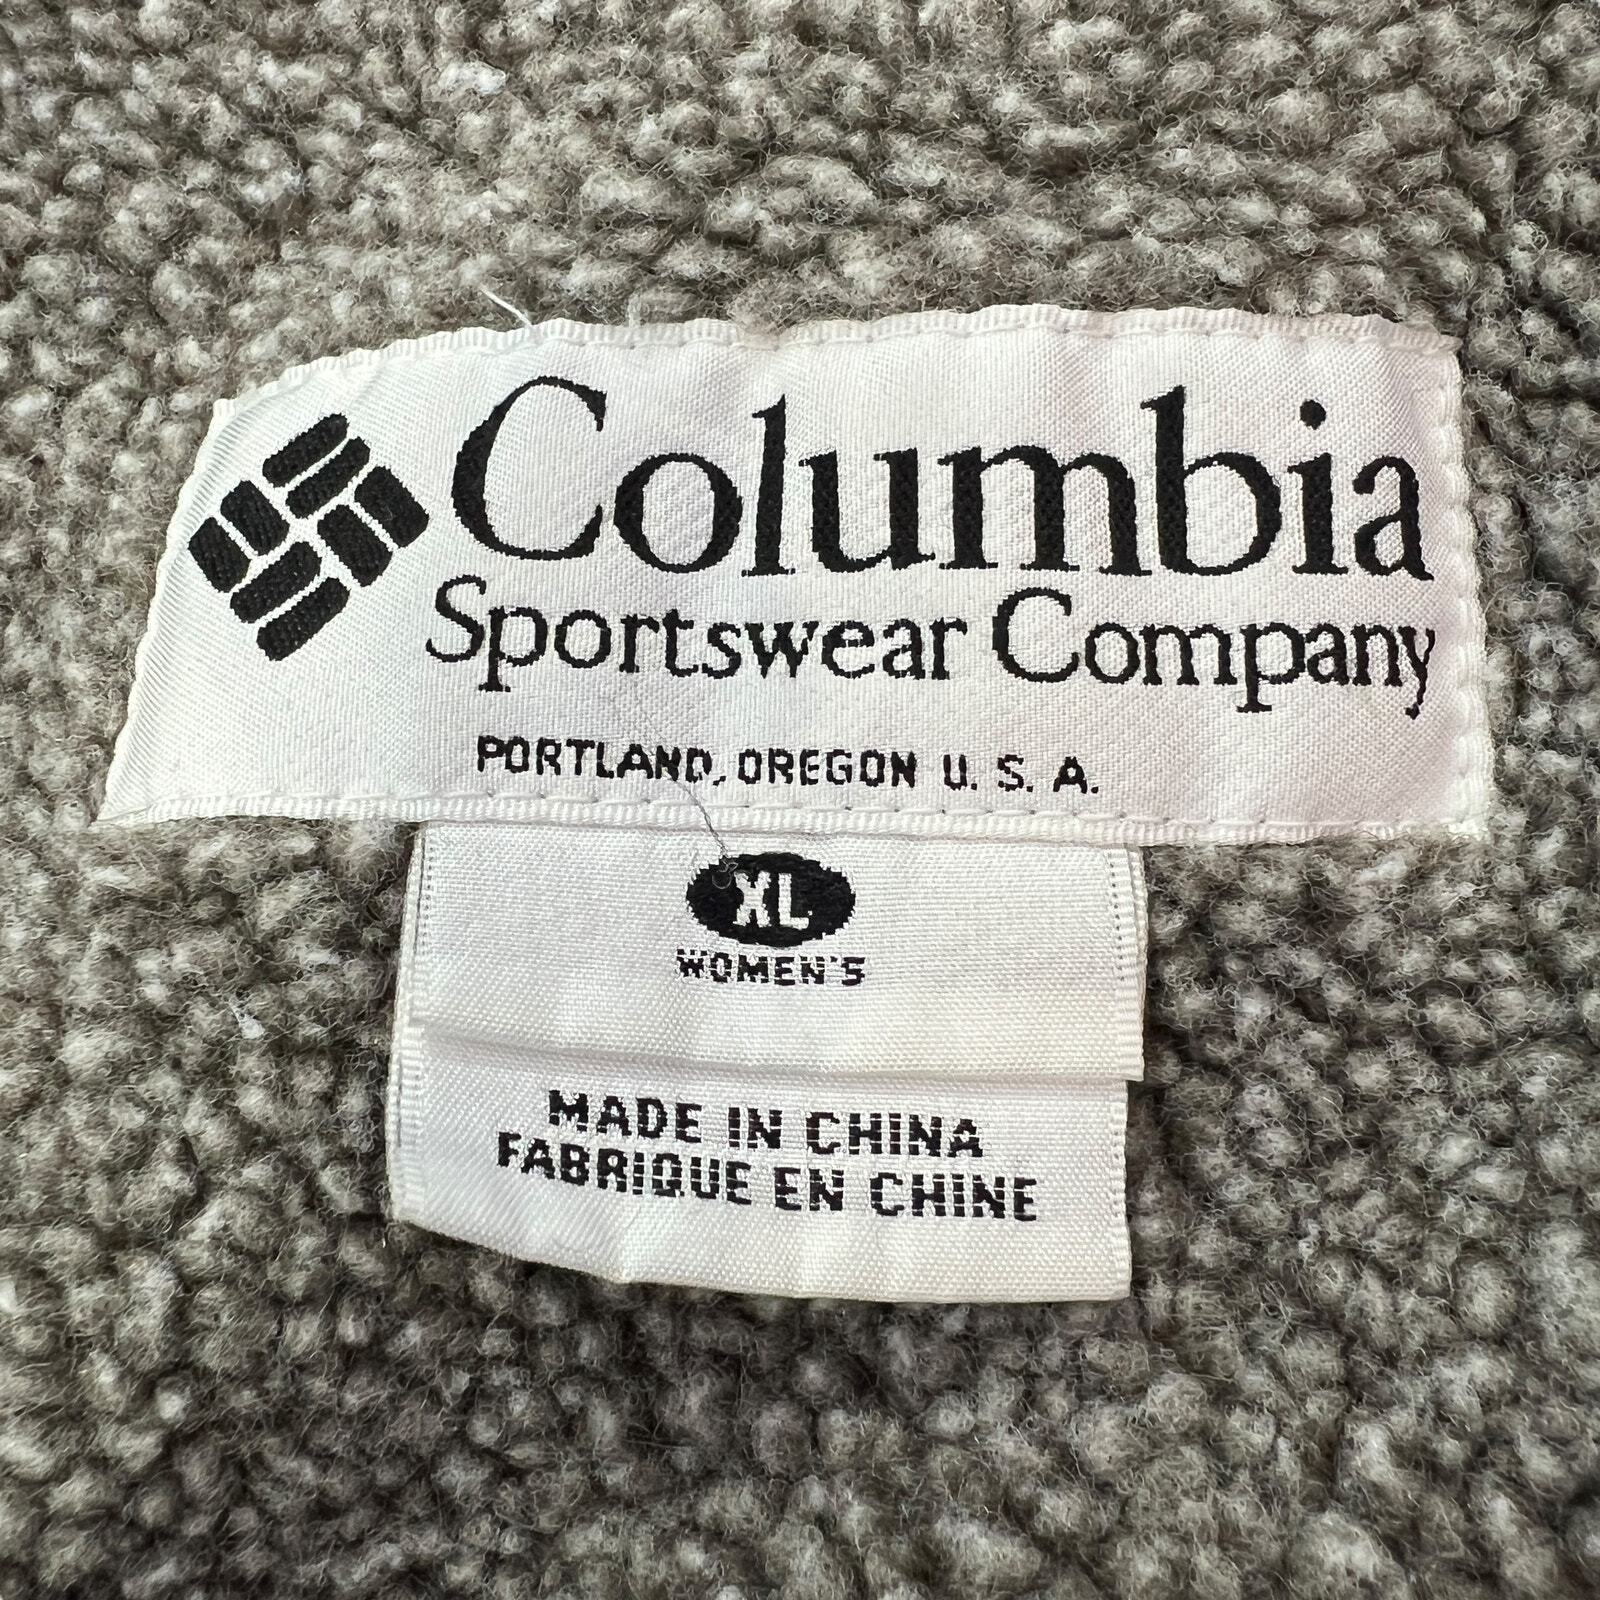 Columbia
Sportswear Company
PORTLAND, OREGON U. S. A.
XL
WOMEN'S
MADE IN CHINA
FABRIQUE EN CHINE